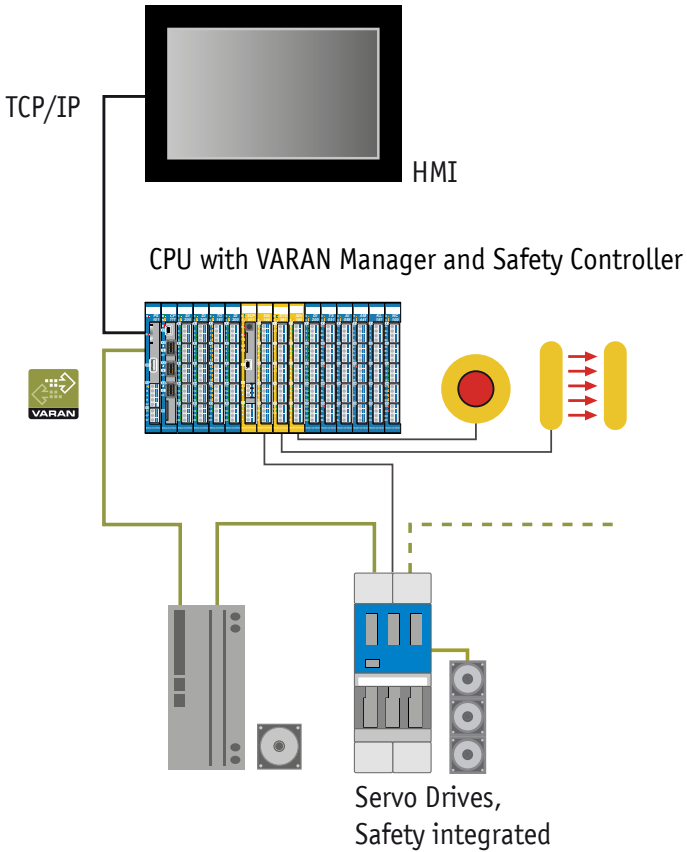 TCP/IP
HMI
CPU with VARAN Manager and Safety Controller
VARAN
Servo Drives,
Safety integrated